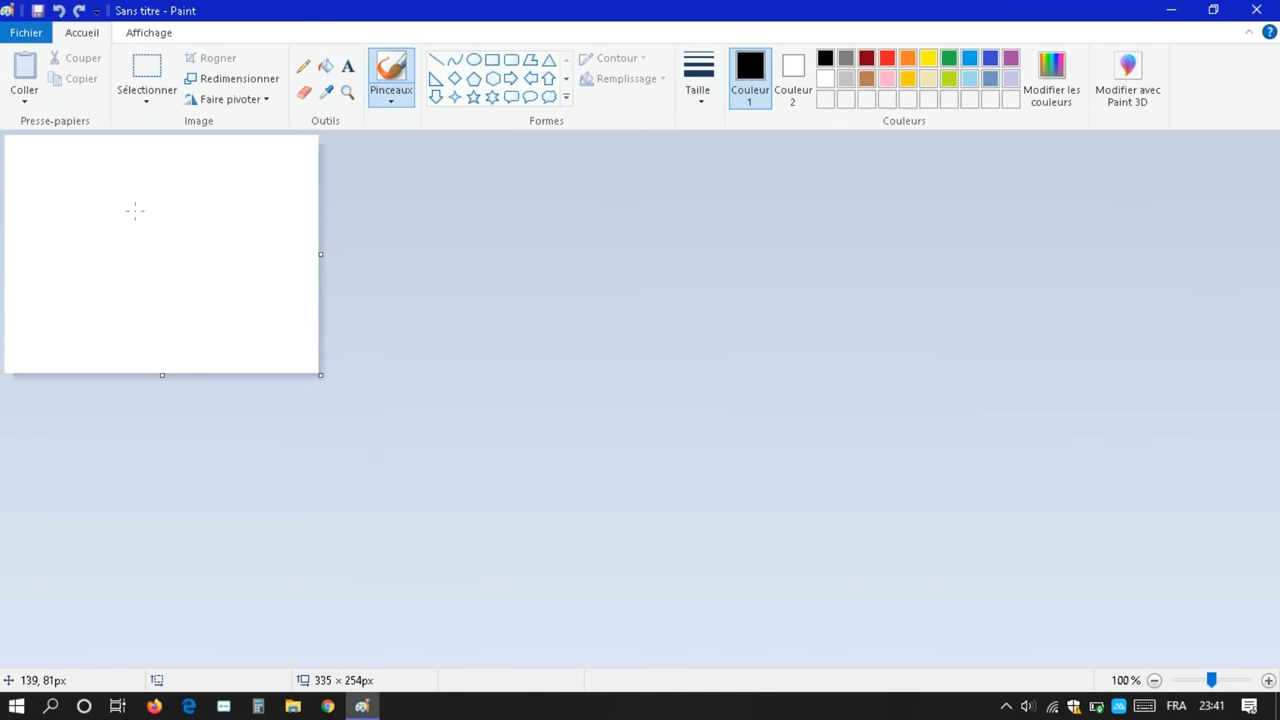 Sans titre - Paint
Fichier Accueil Affichage
Coller
Couper
Copier
Presse-papiers
Sélectionner
Rogner
Redimensionner
Faire pivoter
Image
A
Outils
Pinceaux
Contour
Remplissage
Formes
Taille
Couleur
1
Couleur
2
Modifier les
couleurs
Couleurs
Modifier avec
Paint 3D
139, 81px
335 × 254px
100 %
FRA 23:41